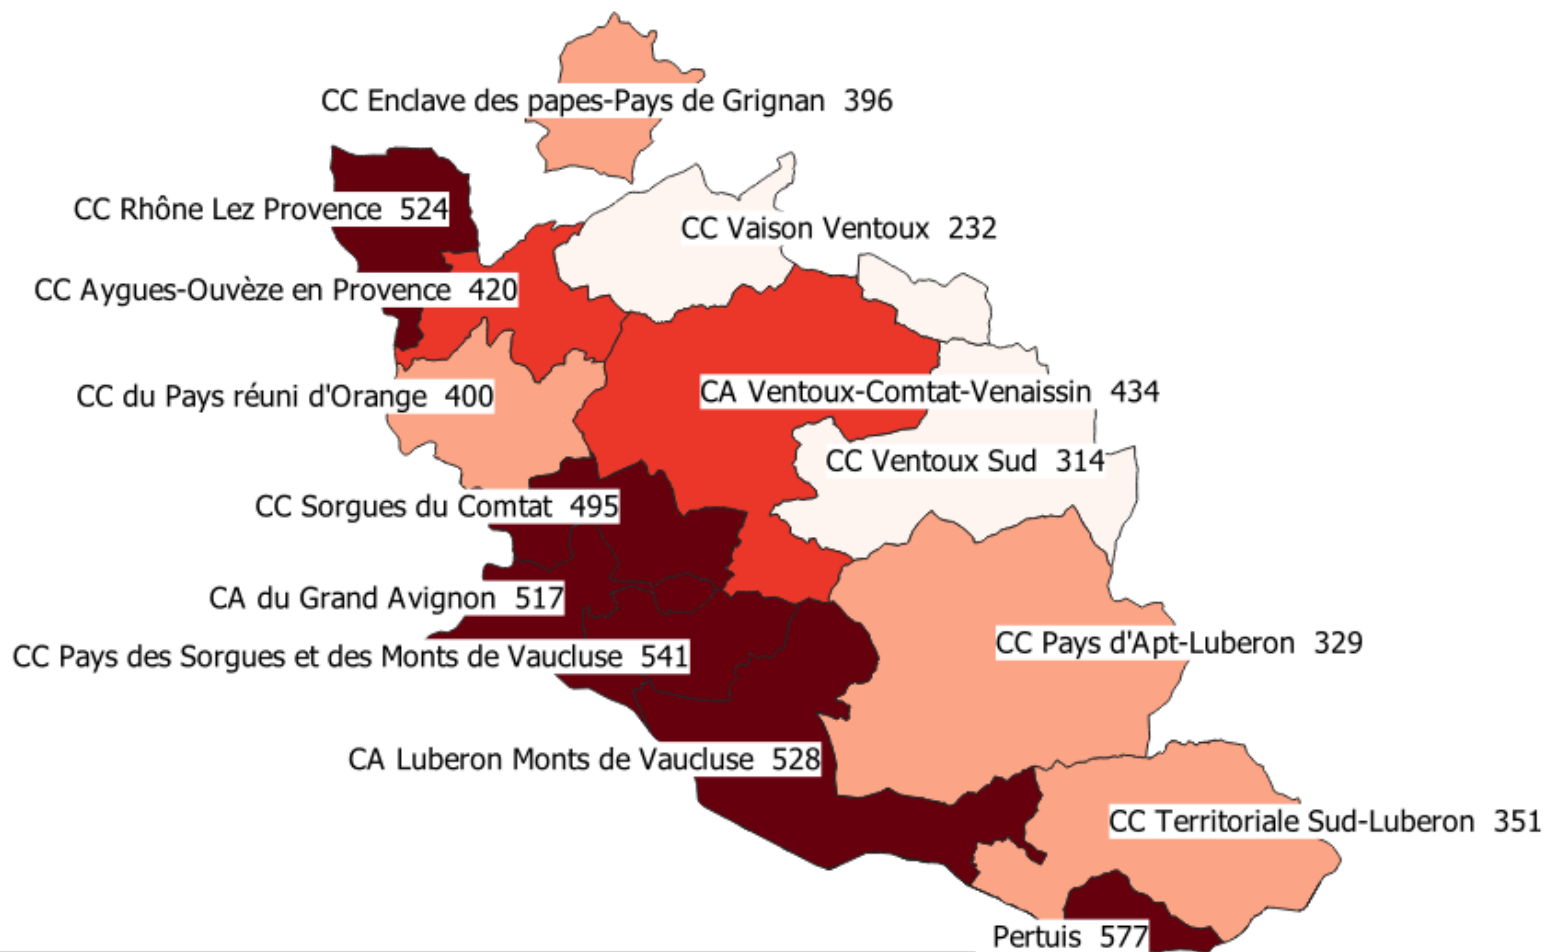 CC Enclave des papes-Pays de Grignan 396
CC Rhône Lez Provence 524
CC Vaison Ventoux 232
CC Aygues-Ouvèze en Provence 420
CC du Pays réuni d'Orange 400
CA Ventoux-Comtat-Venaissin 434
CC Ventoux Sud 314
CC Sorgues du Comtat 495
CA du Grand Avignon 517
CC Pays d'Apt-Luberon 329
CC Pays des Sorgues et des Monts de Vaucluse 541
CA Luberon Monts de Vaucluse 528
CC Territoriale Sud-Luberon 351
Pertuis 577